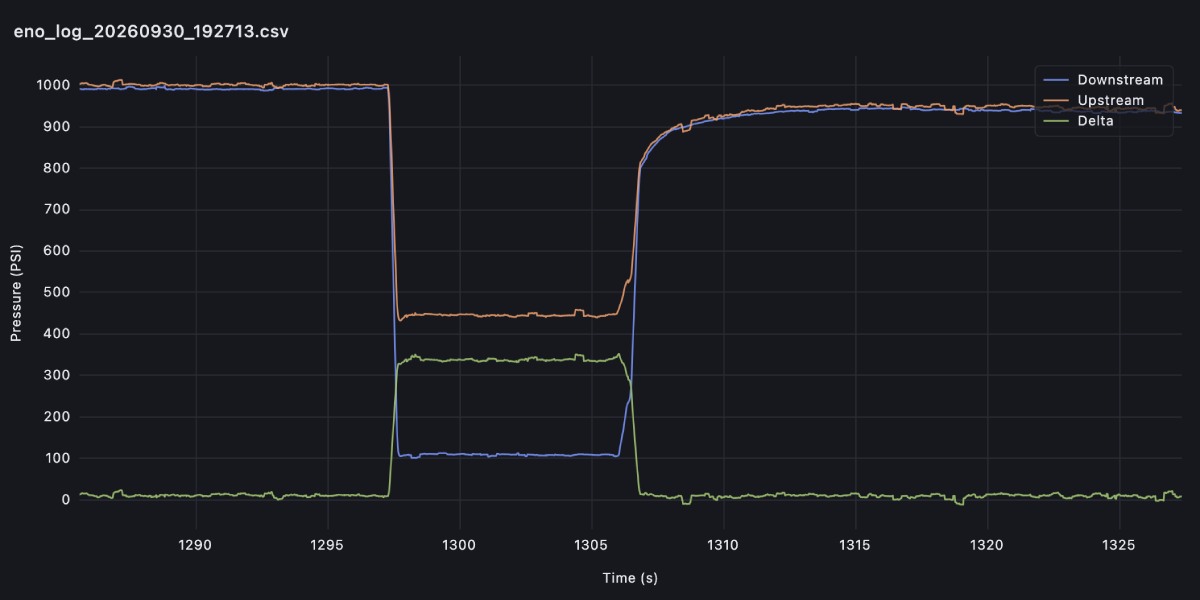 eno_log_20260930_192713.csv
Downstream
Upstream
Delta
Pressure (PSI)
1000
900
800
700
600
500
400
300
200
100
0
1290 1295 1300 1305 1310 1315 1320 1325
Time (s)